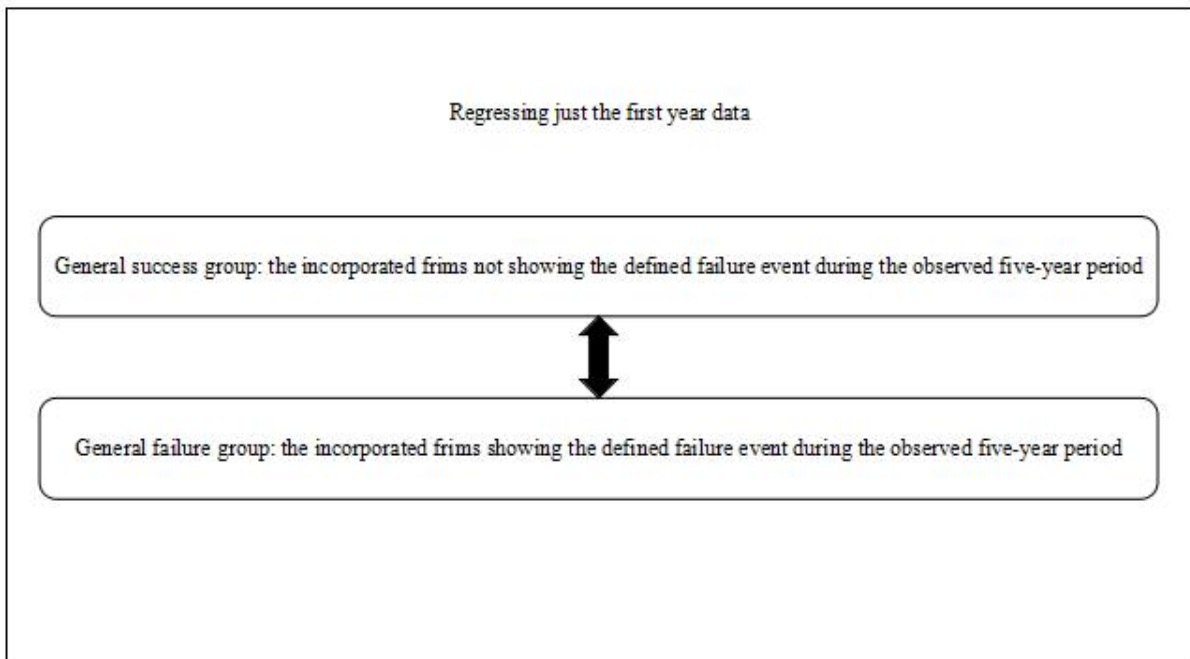 Regressing just the first year data
General success group: the incorporated frims not showing the defined failure event during the observed five-year period
General failure group: the incorporated frims showing the defined failure event during the observed five-year period